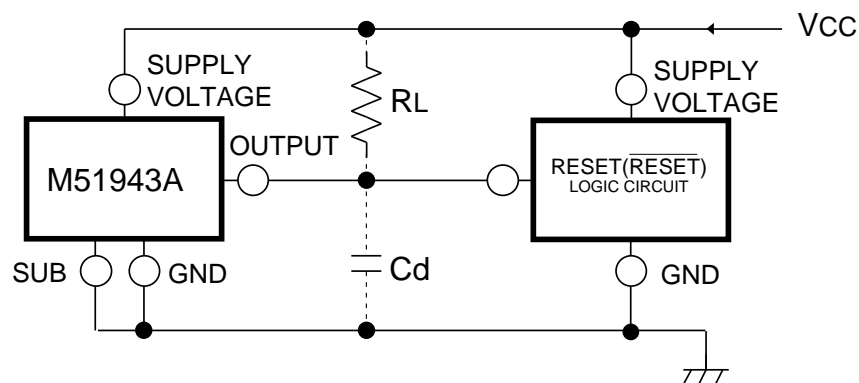 VCC
SUPPLY
VOLTAGE
SUPPLY
VOLTAGE
RL
M51943A
OUTPUT
RESET(RESET)
LOGIC CIRCUIT
SUB
GND
Cd
GND